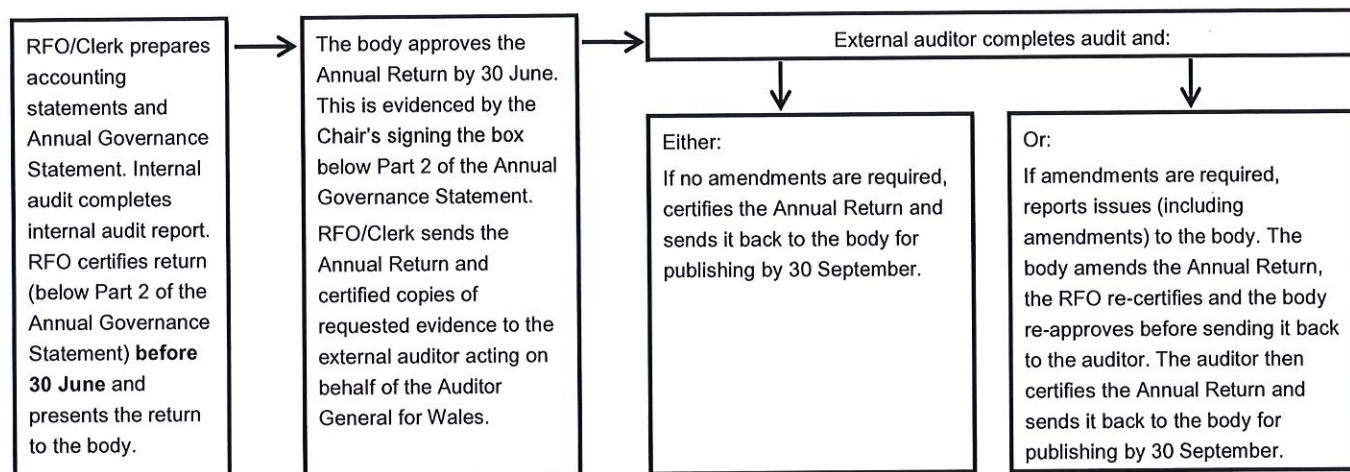 RFO/Clerk prepares
accounting
statements and
Annual Governance
Statement. Internal
audit completes
internal audit report.
RFO certifies return
(below Part 2 of the
Annual Governance
Statement) before
30 June and
presents the return
to the body.
The body approves the
Annual Return by 30 June.
This is evidenced by the
Chair's signing the box
below Part 2 of the Annual
Governance Statement.
RFO/Clerk sends the
Annual Return and
certified copies of
requested evidence to the
external auditor acting on
behalf of the Auditor
General for Wales.
External auditor completes audit and:
Either:
If no amendments are required,
certifies the Annual Return and
sends it back to the body for
publishing by 30 September.
Or:
If amendments are required,
reports issues (including
amendments) to the body. The
body amends the Annual Return,
the RFO re-certifies and the body
re-approves before sending it back
to the auditor. The auditor then
certifies the Annual Return and
sends it back to the body for
publishing by 30 September.